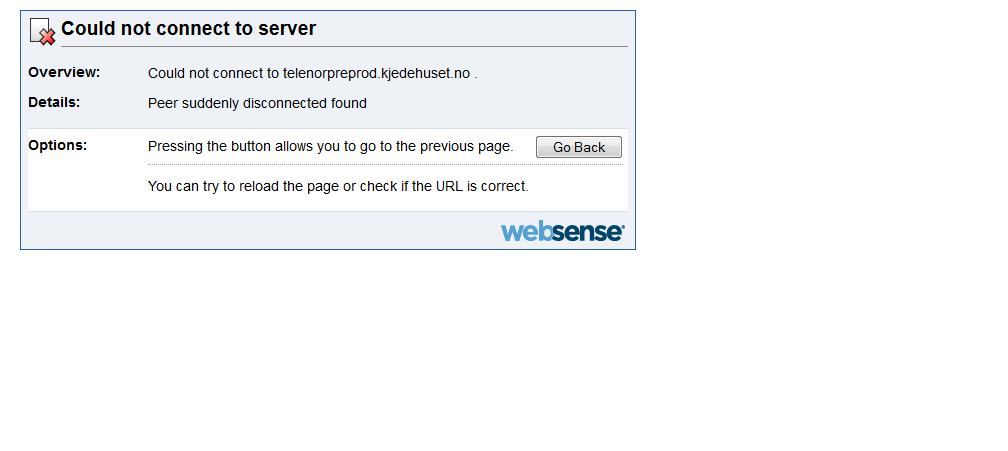 Could not connect to server
Overview: Could not connect to telenorpreprod.kjedehuset.no .
Details: Peer suddenly disconnected found
Options: Pressing the button allows you to go to the previous page. Go Back
You can try to reload the page or check if the URL is correct.
websense